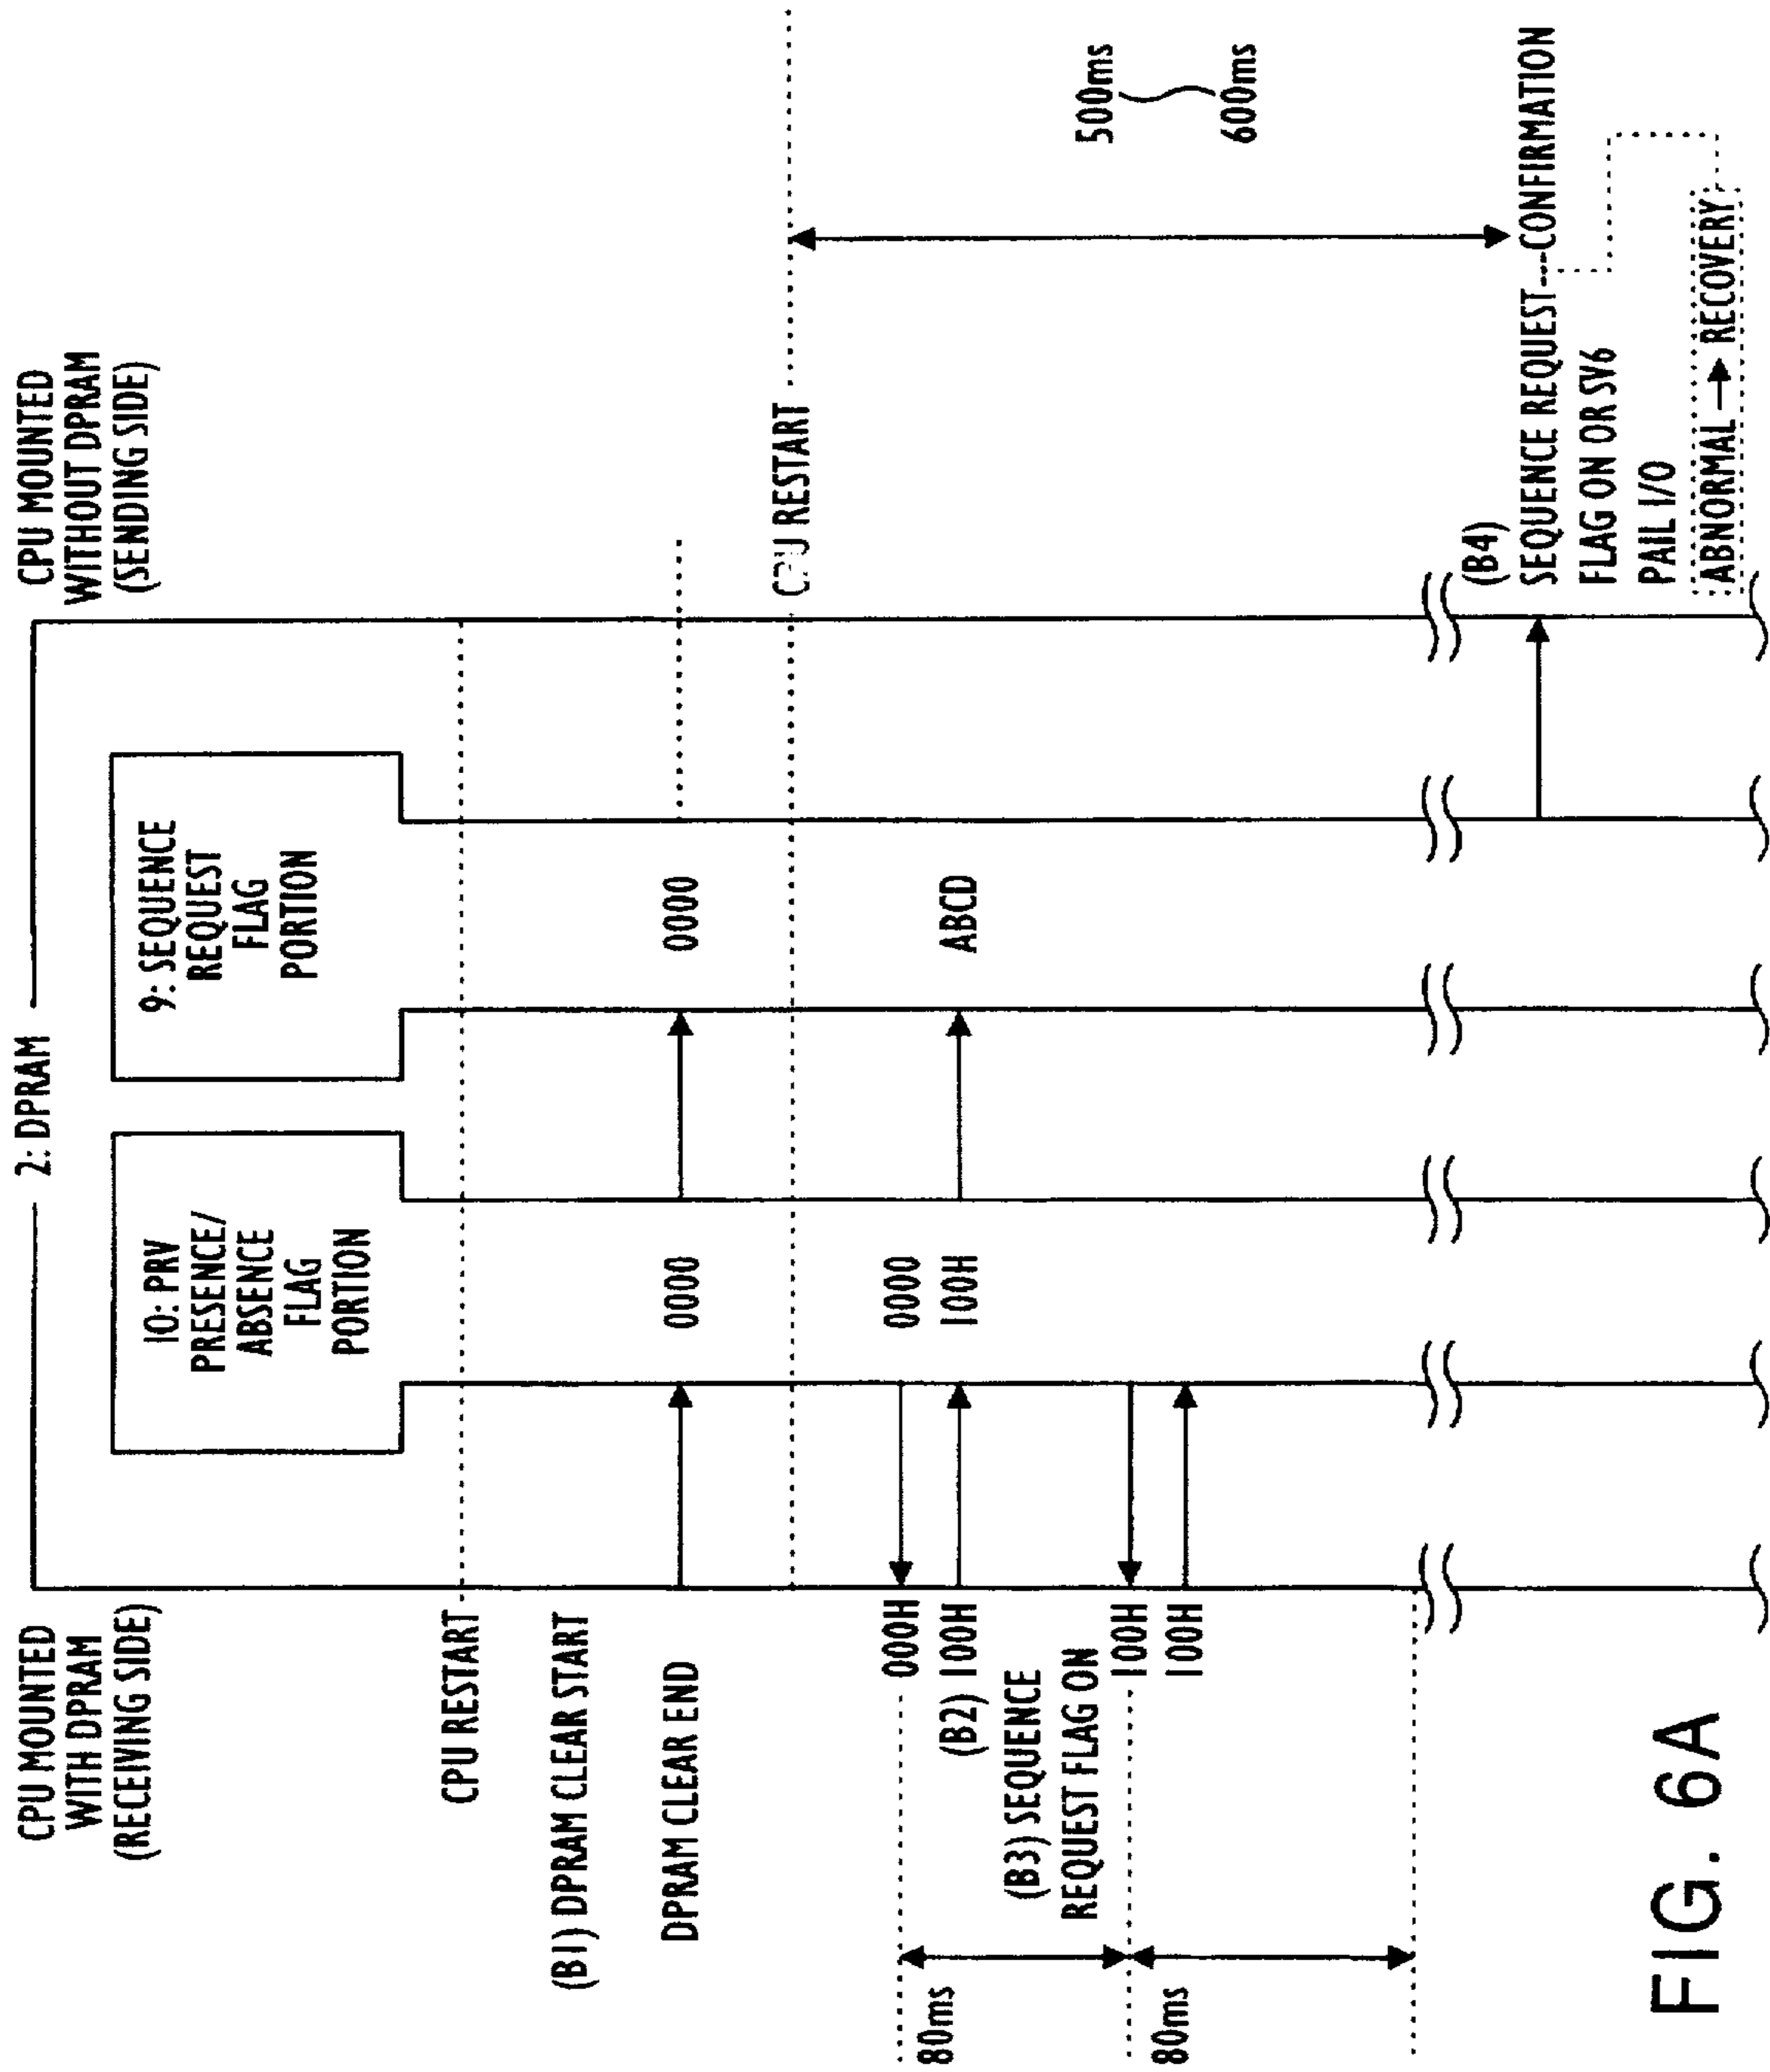 CPU MOUNTED
WITH DPRAM
(RECEIVING SIDE)
2: DPRAM
CPU MOUNTED
WITHOUT DPRAM
(SENDING SIDE)
10: PRV
PRESENCE/
ABSENCE
FLAG
PORTION
9: SEQUENCE
REQUEST
FLAG
PORTION
CPU RESTART
(B1) DPRAM CLEAR START
DPRAM CLEAR END
0000
0000
CPU RESTART
000H
0000
(B2) 100H
100H
ABCD
(B3) SEQUENCE
REQUEST FLAG ON
100H
100H
80ms
80ms
500ms
600ms
(B4)
SEQUENCE REQUEST---CONFIRMATION
FLAG ON OR SV6
PAIL I/O
ABNORMAL → RECOVERY
FIG. 6A